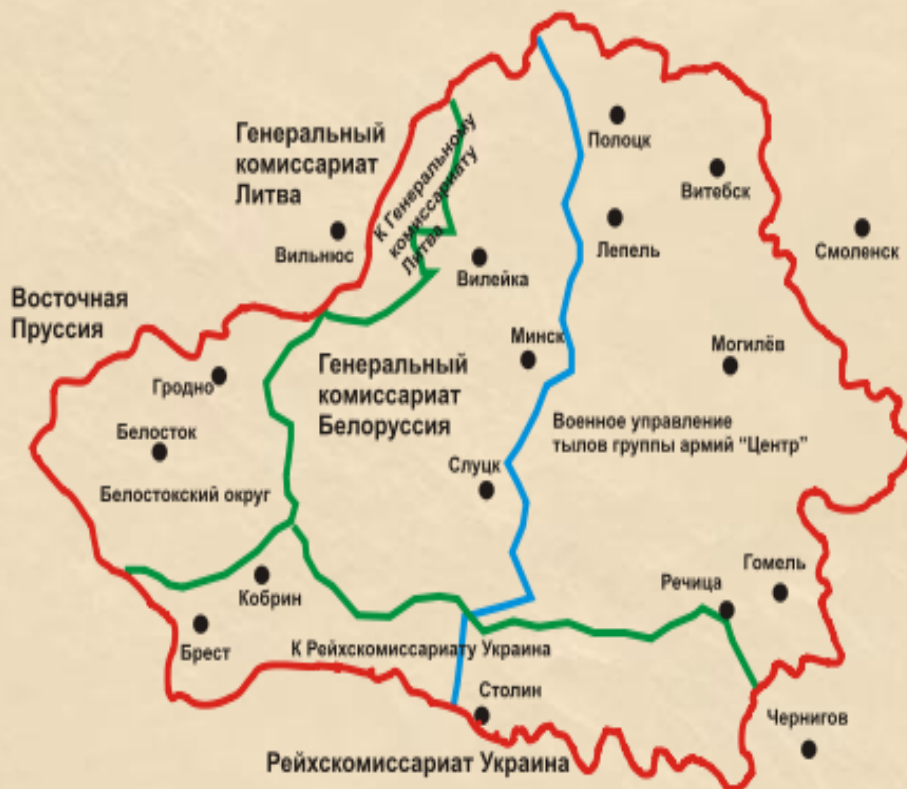 Полоцк
Генеральный
комиссариат
Литва
К Генеральному
комиссариату
Литва
Витебск
Вильнюс
Вилейка
Лепель
Смоленск
Восточная
Пруссия
Минск
Могилёв
Гродно
Генеральный
комиссариат
Белоруссия
Белосток
Военное управление
тылов группы армий “Центр”
Слуцк
Белостокский округ
Гомель
Речица
Кобрин
Брест
К Рейхскомиссариату Украина
Столин
Чернигов
Рейхскомиссариат Украина